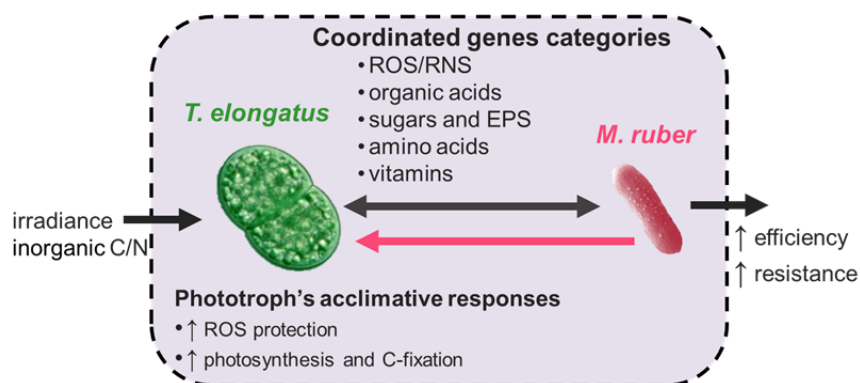 Coordinated genes categories
• ROS/RNS
• organic acids
• sugars and EPS
• amino acids
• vitamins
T. elongatus
M. ruber
irradiance
inorganic C/N
↑ efficiency
↑ resistance
Phototroph's acclimative responses
• ↑ ROS protection
• ↑ photosynthesis and C-fixation